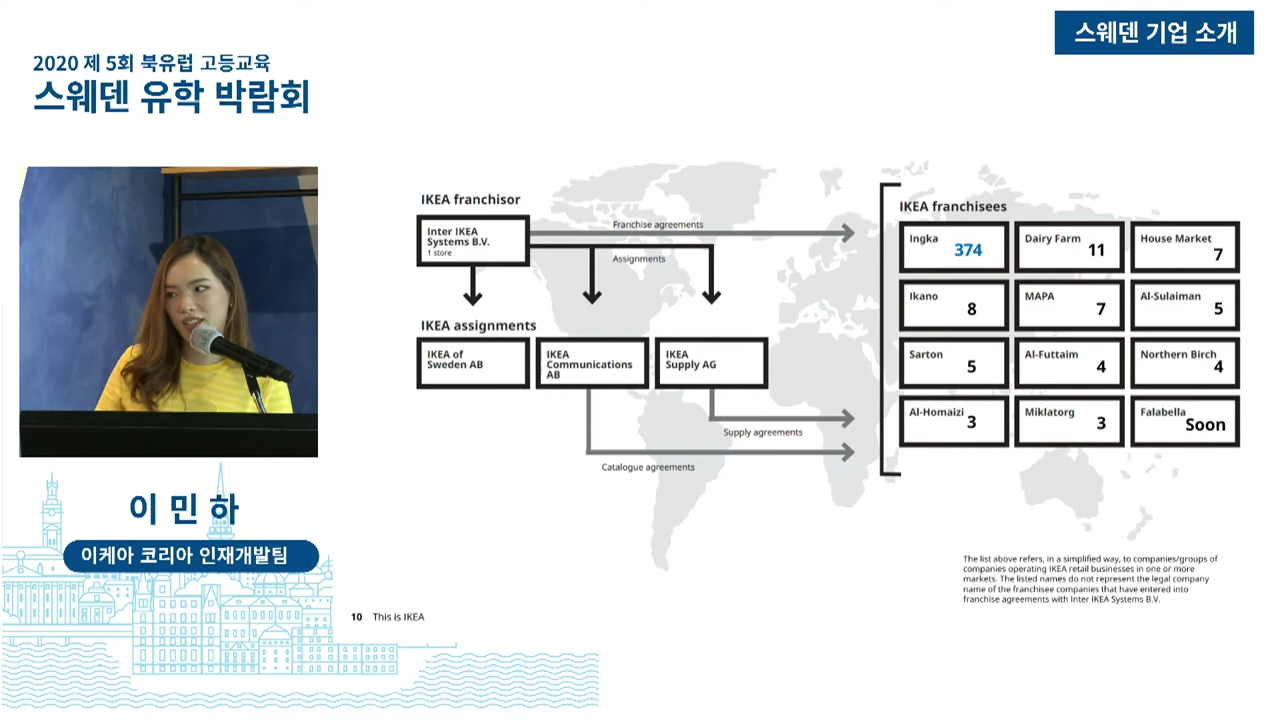 스웨덴 기업 소개
2020 제 5회 북유럽 고등교육
스웨덴 유학 박람회
이 민 하
이케아 코리아 인재개발팀
IKEA franchisor
Inter IKEA
Systems B.V.
1 store
Franchise agreements
Assignments
IKEA assignments
IKEA of
Sweden AB
IKEA
Communications
AB
IKEA
Supply AG
Supply agreements
Catalogue agreements
IKEA franchisees
Ingka 374
Dairy Farm 11
House Market 7
Ikano 8
MAPA 7
Al-Sulaiman 5
Sarton 5
Al-Futtaim 4
Northern Birch 4
Al-Homaizi 3
Miklatorg 3
Falabella Soon
The list above refers, in a simplified way, to companies/groups of
companies operating IKEA retail businesses in one or more
markets. The listed names do not represent the legal company
name of the franchisee companies that have entered into
franchise agreements with Inter IKEA Systems B.V.
10 This is IKEA